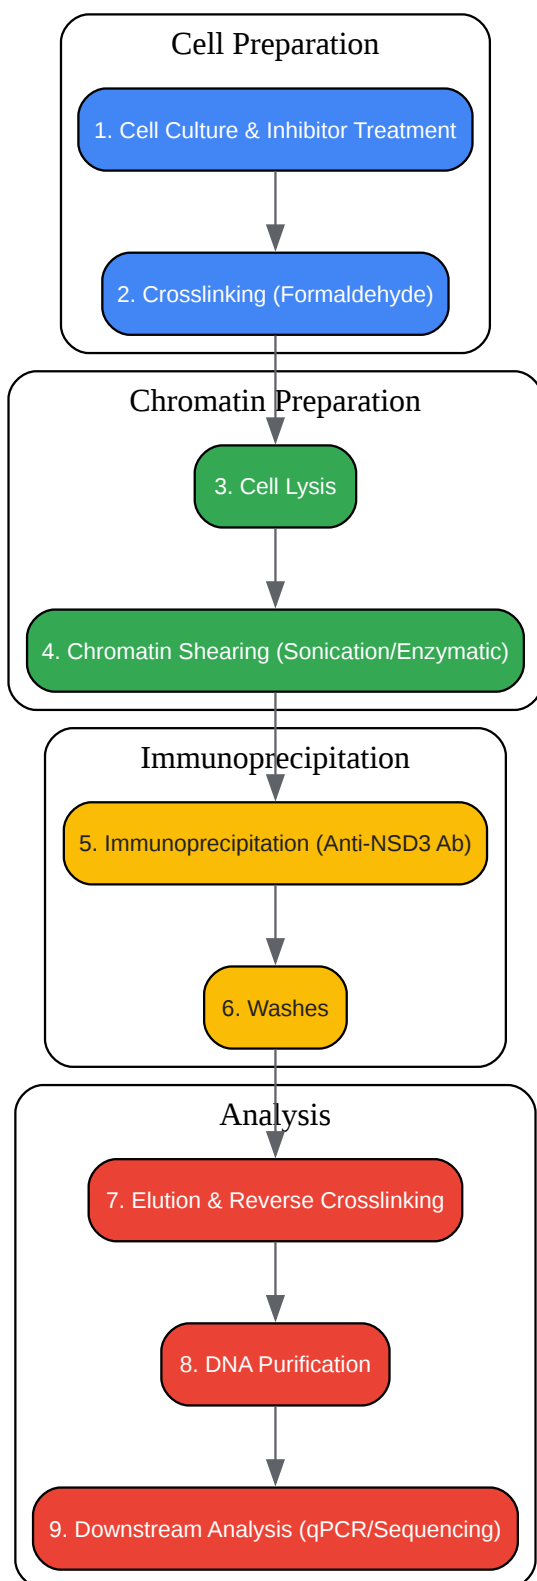 Cell Preparation
1. Cell Culture & Inhibitor Treatment
2. Crosslinking (Formaldehyde)
Chromatin Preparation
3. Cell Lysis
4. Chromatin Shearing (Sonication/Enzymatic)
Immunoprecipitation
5. Immunoprecipitation (Anti-NSD3 Ab)
6. Washes
Analysis
7. Elution & Reverse Crosslinking
8. DNA Purification
9. Downstream Analysis (qPCR/Sequencing)